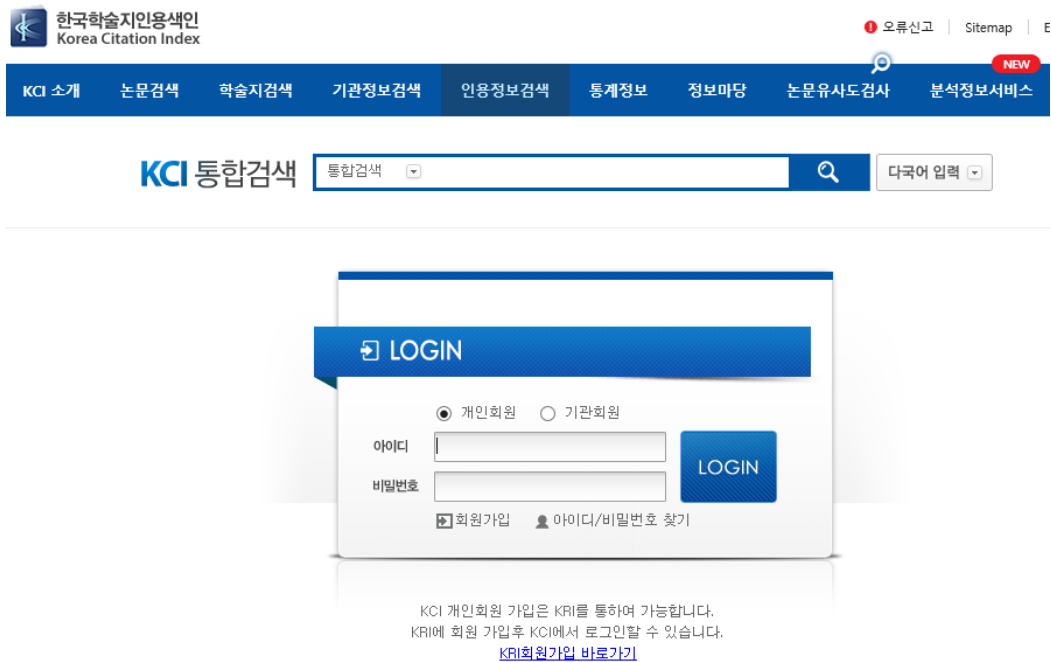 한국학술지인용색인
Korea Citation Index
오류신고 Sitemap E
NEW
KCI 소개 논문검색 학술지검색 기관정보검색 인용정보검색 통계정보 정보마당 논문유사도검사 분석정보서비스
KCI 통합검색 통합검색 다국어 입력
LOGIN
개인회원 기관회원
아이디
비밀번호
LOGIN
회원가입 아이디/비밀번호 찾기
KCI 개인회원 가입은 KRI를 통하여 가능합니다.
KRI에 회원 가입후 KCI에서 로그인할 수 있습니다.
KRI회원가입 바로가기